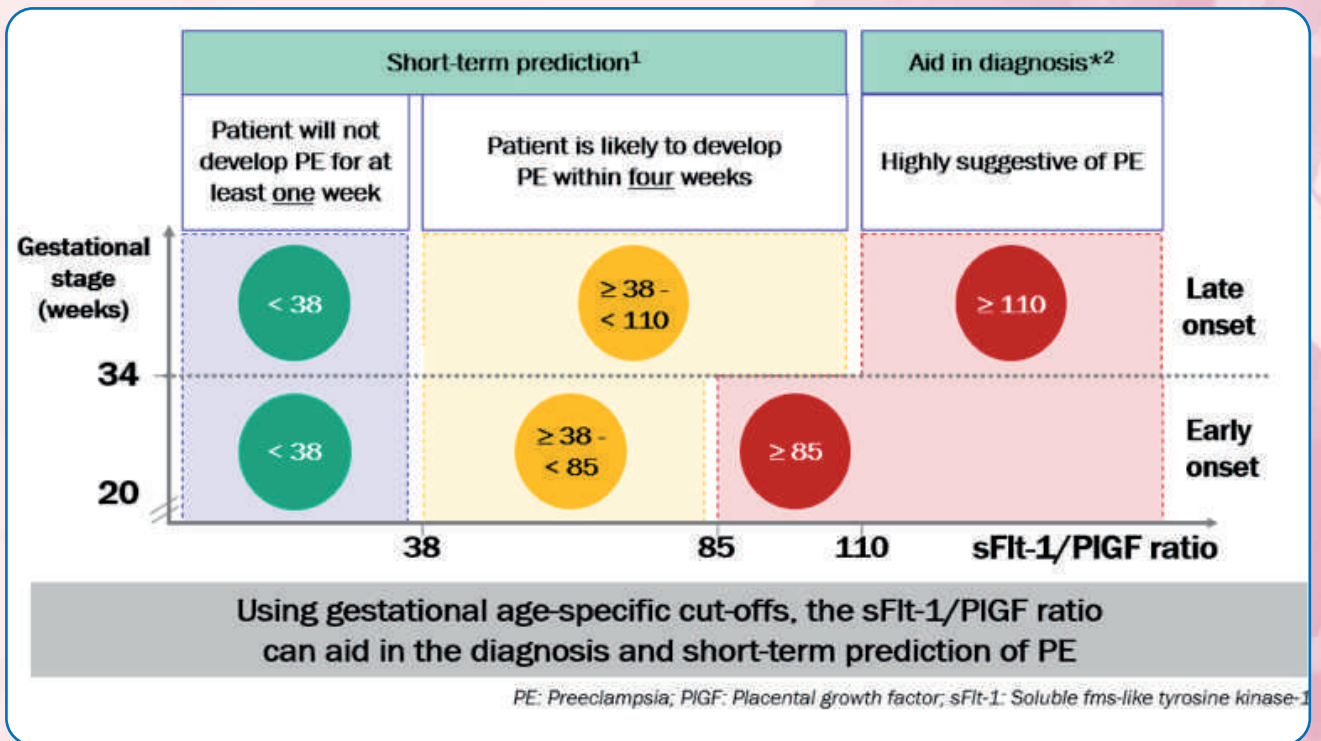 Short-term prediction¹
Aid in diagnosis*²
Patient will not
develop PE for at
least one week
Patient is likely to develop
PE within four weeks
Highly suggestive of PE
Gestational
stage
(weeks)
< 38
≥ 38 -
< 110
≥ 110
Late
onset
34
< 38
≥ 38 -
< 85
≥ 85
Early
onset
20
38
85
110
sFlt-1/PlGF ratio
Using gestational age-specific cut-offs, the sFlt-1/PlGF ratio
can aid in the diagnosis and short-term prediction of PE
PE: Preeclampsia; PlGF: Placental growth factor; sFlt-1: Soluble fms-like tyrosine kinase-1